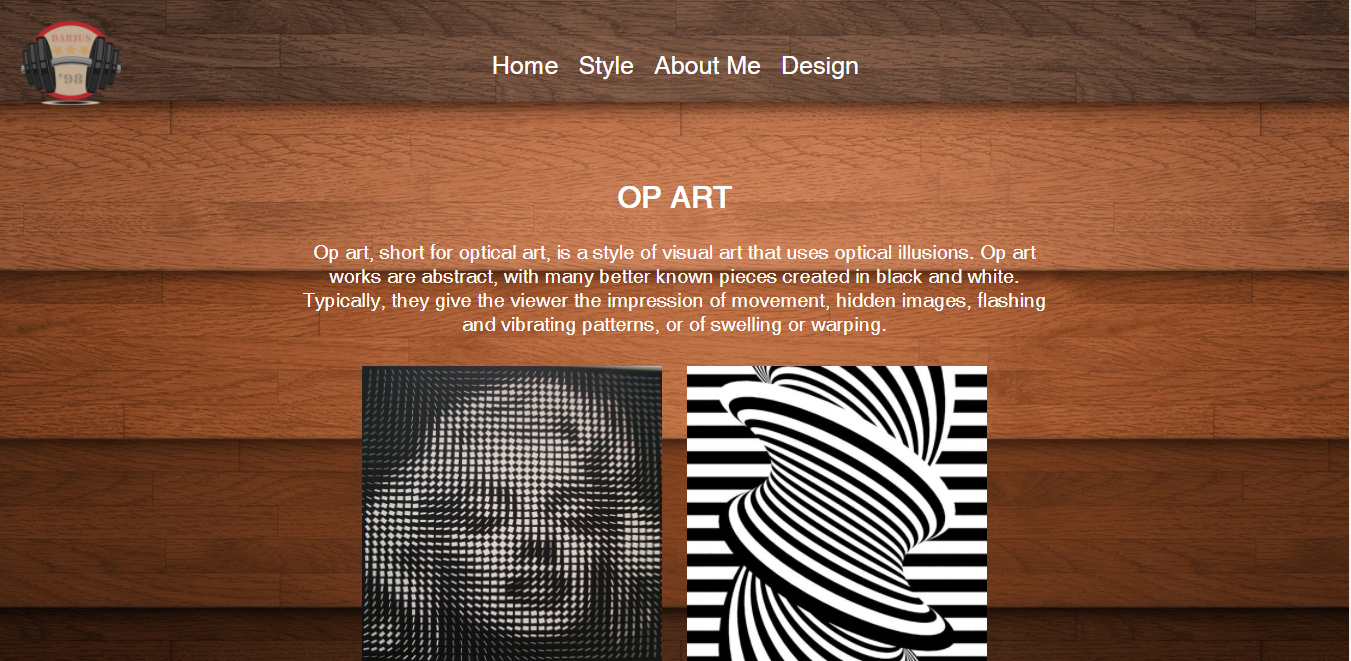 DARIUS
'98
Home Style About Me Design
OP ART
Op art, short for optical art, is a style of visual art that uses optical illusions. Op art
works are abstract, with many better known pieces created in black and white.
Typically, they give the viewer the impression of movement, hidden images, flashing
and vibrating patterns, or of swelling or warping.